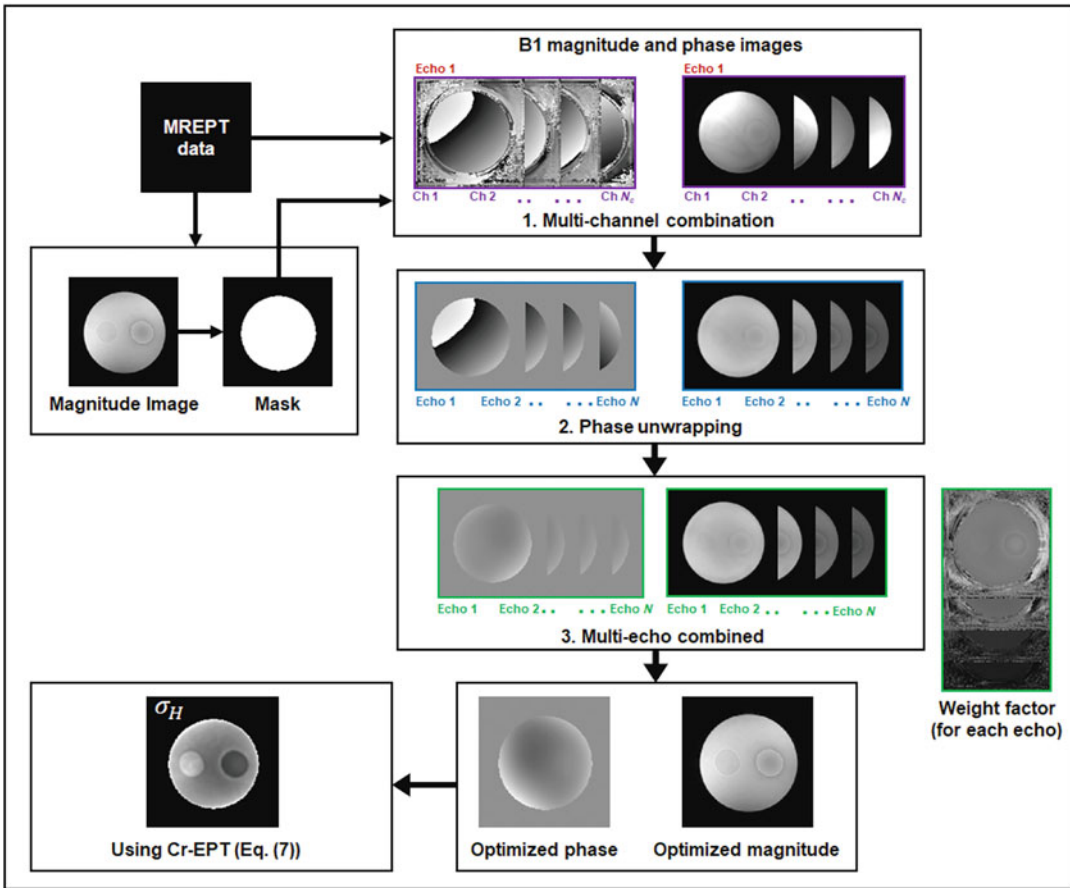 B1 magnitude and phase images
Echo 1
Echo 1
MREPT
data
Ch 1 Ch 2 .. ... Ch Nc
Ch 1 Ch 2 .. ... Ch Nc
1. Multi-channel combination
Magnitude Image
Mask
Echo 1 Echo 2 .. ... Echo N
Echo 1 Echo 2 .. ... Echo N
2. Phase unwrapping
Echo 1 Echo 2 .. ... Echo N
Echo 1 Echo 2 .. ... Echo N
3. Multi-echo combined
Weight factor
(for each echo)
σH
Using Cr-EPT (Eq. (7))
Optimized phase
Optimized magnitude